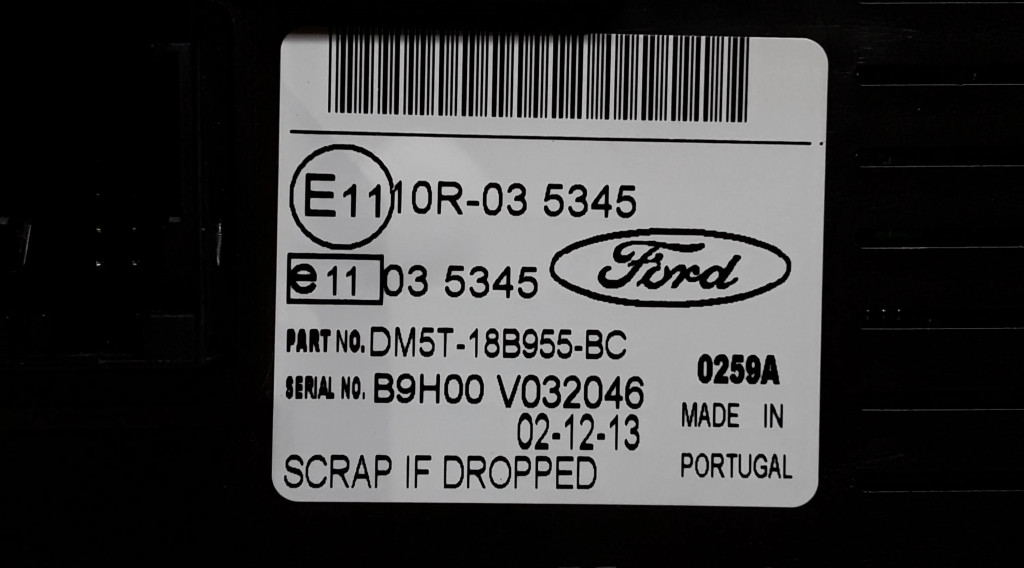 E11 10R-03 5345
e11 03 5345 Ford
PART NO. DM5T-18B955-BC
0259A
SERIAL NO. B9H00 V032046
MADE IN
02-12-13
PORTUGAL
SCRAP IF DROPPED